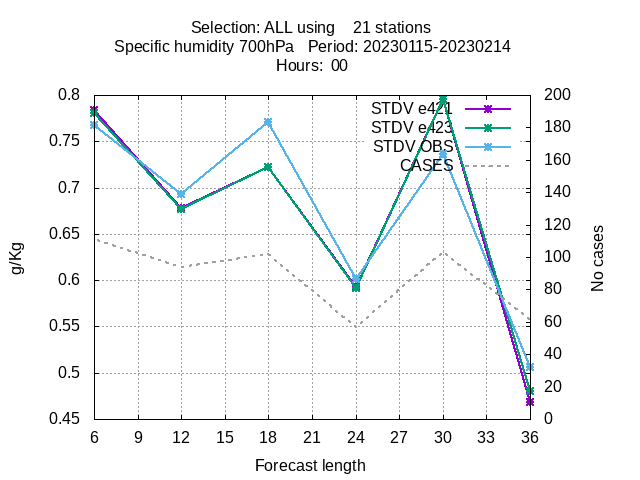 Selection: ALL using    21 stations
Specific humidity 700hPa   Period: 20230115-20230214
Hours:  00
STDV e421
STDV e423
STDV OBS
CASES
0.8
0.75
0.7
0.65
0.6
0.55
0.5
0.45
200
180
160
140
120
100
80
60
40
20
0
g/Kg
No cases
6 9 12 15 18 21 24 27 30 33 36
Forecast length